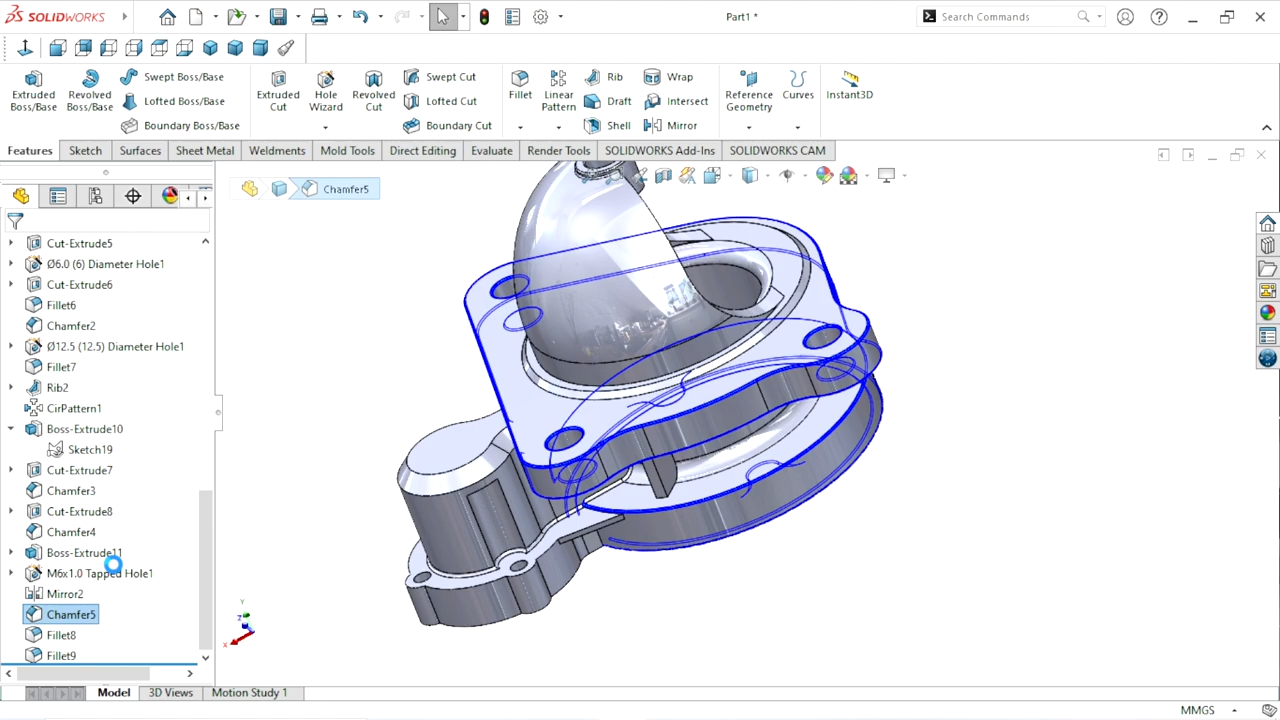 SOLIDWORKS
Part1 *
Search Commands
Extruded Boss/Base
Revolved Boss/Base
Swept Boss/Base
Lofted Boss/Base
Boundary Boss/Base
Extruded Cut
Hole Wizard
Revolved Cut
Swept Cut
Lofted Cut
Boundary Cut
Fillet
Linear Pattern
Rib
Draft
Shell
Wrap
Intersect
Mirror
Reference Geometry
Curves
Instant3D
Features
Sketch
Surfaces
Sheet Metal
Weldments
Mold Tools
Direct Editing
Evaluate
Render Tools
SOLIDWORKS Add-Ins
SOLIDWORKS CAM
Chamfer5
Cut-Extrude5
Ø6.0 (6) Diameter Hole1
Cut-Extrude6
Fillet6
Chamfer2
Ø12.5 (12.5) Diameter Hole1
Fillet7
Rib2
CirPattern1
Boss-Extrude10
Sketch19
Cut-Extrude7
Chamfer3
Cut-Extrude8
Chamfer4
Boss-Extrude11
M6x1.0 Tapped Hole1
Mirror2
Chamfer5
Fillet8
Fillet9
Y
Z
X
Model
3D Views
Motion Study 1
MMGS